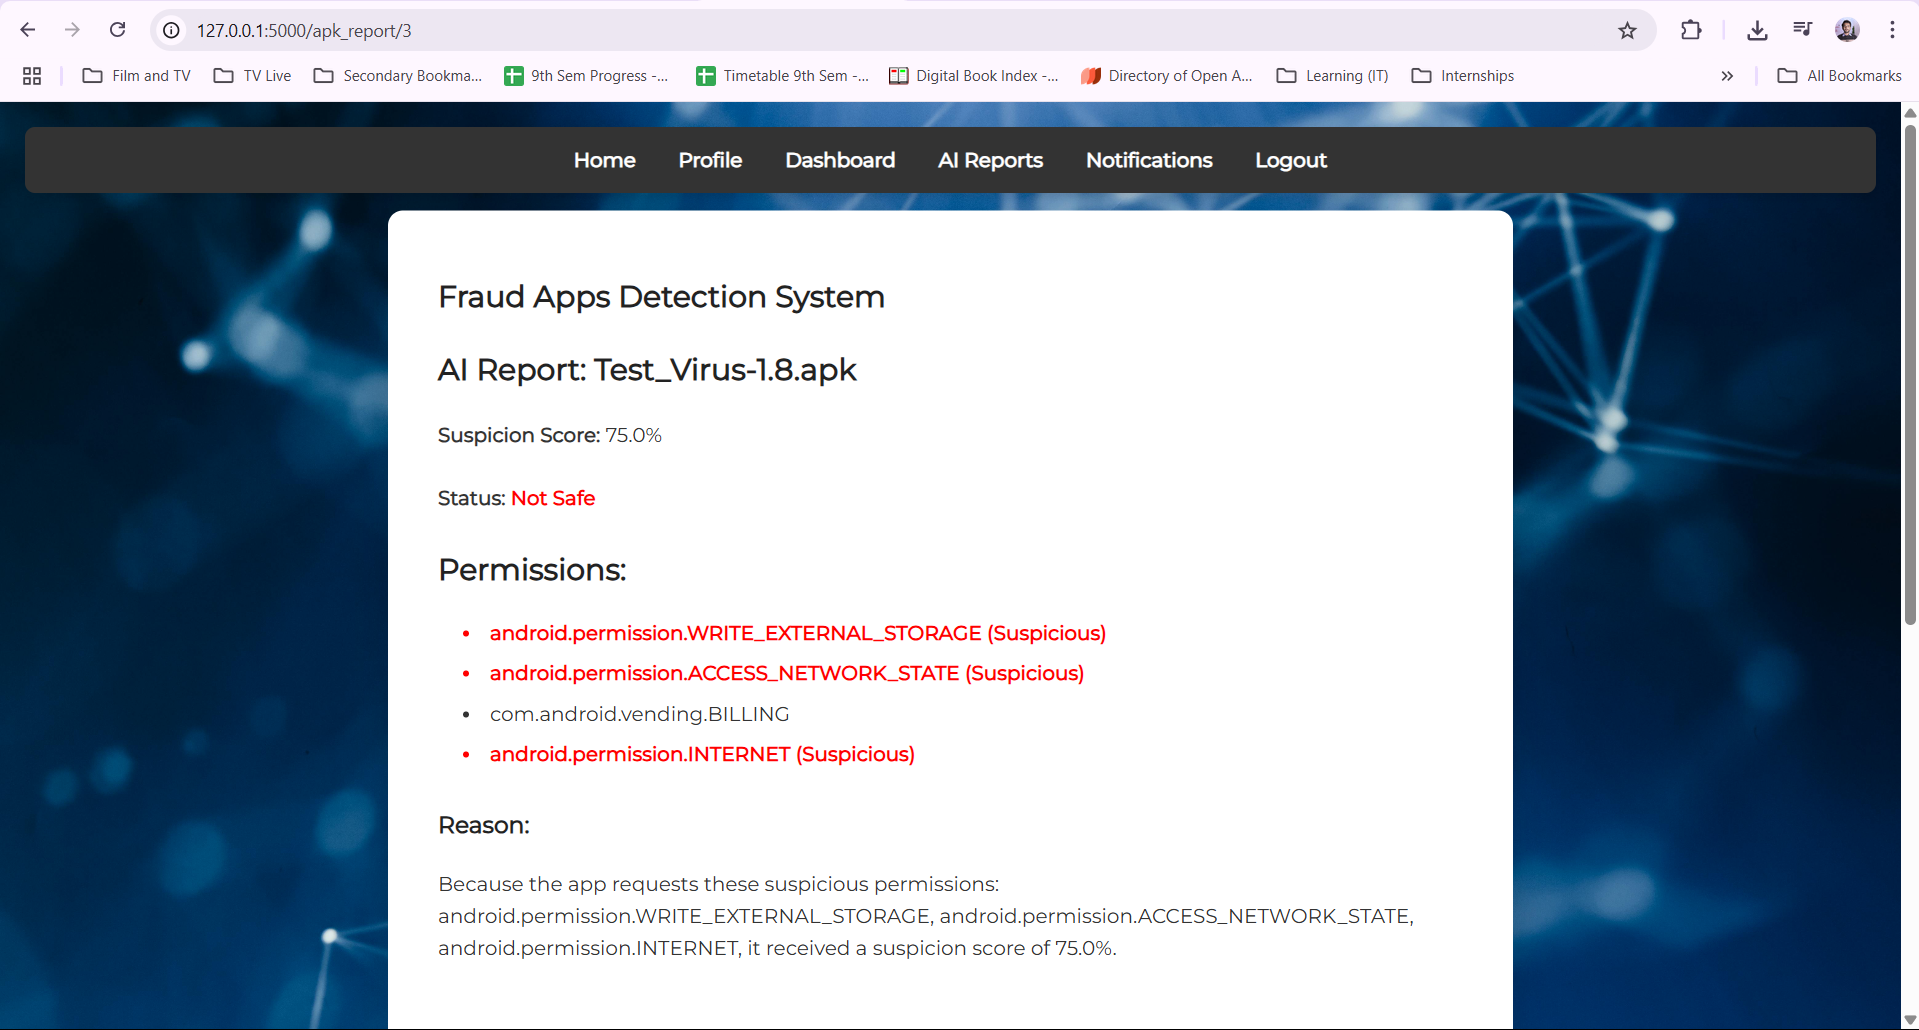 127.0.0.1:5000/apk_report/3
Film and TV
TV Live
Secondary Bookma...
9th Sem Progress -...
Timetable 9th Sem -...
Digital Book Index -...
Directory of Open A...
Learning (IT)
Internships
All Bookmarks
Home
Profile
Dashboard
AI Reports
Notifications
Logout
Fraud Apps Detection System
AI Report: Test_Virus-1.8.apk
Suspicion Score: 75.0%
Status: Not Safe
Permissions:
• android.permission.WRITE_EXTERNAL_STORAGE (Suspicious)
• android.permission.ACCESS_NETWORK_STATE (Suspicious)
• com.android.vending.BILLING
• android.permission.INTERNET (Suspicious)
Reason:
Because the app requests these suspicious permissions:
android.permission.WRITE_EXTERNAL_STORAGE, android.permission.ACCESS_NETWORK_STATE,
android.permission.INTERNET, it received a suspicion score of 75.0%.